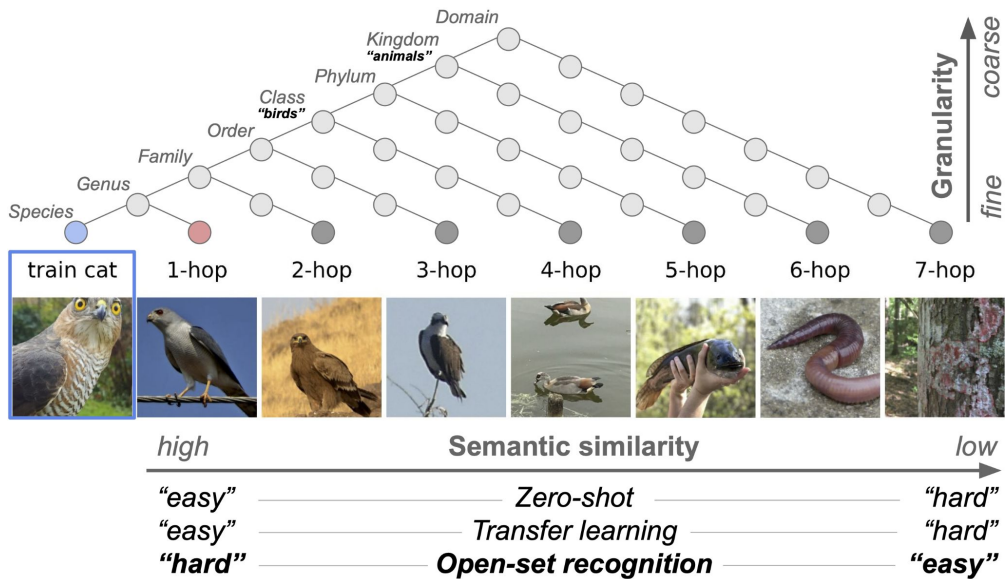 Domain
Kingdom
“animals”
Phylum
Class
“birds”
Order
Family
Genus
Species
Granularity
coarse
fine
train cat 1-hop 2-hop 3-hop 4-hop 5-hop 6-hop 7-hop
high Semantic similarity low
“easy” Zero-shot “hard”
“easy” Transfer learning “hard”
“hard” Open-set recognition “easy”